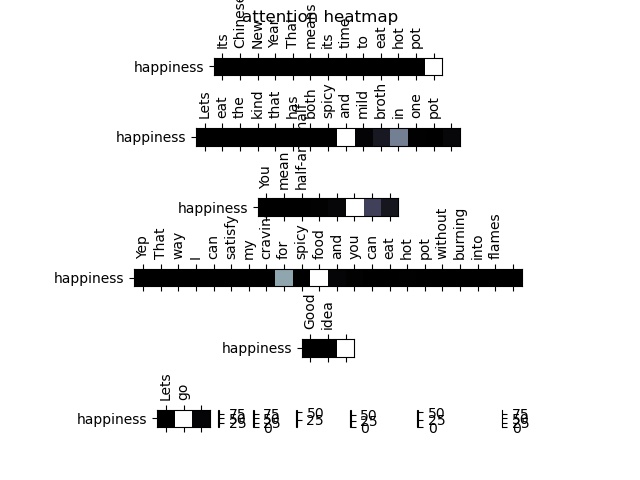 attention heatmap
Its Chinese New Year That means its time to eat hot pot
happiness
Lets eat the kind that has both spicy and mild broth in one pot
happiness
You mean half-and-half
happiness
Yep That way I can satisfy my craving for spicy food and you can eat hot pot without burning into flames
happiness
Good idea
happiness
Lets go
happiness
75 75 50 50 50 75
50 50 25 25 25 50
25 25 0 0 25
0 0